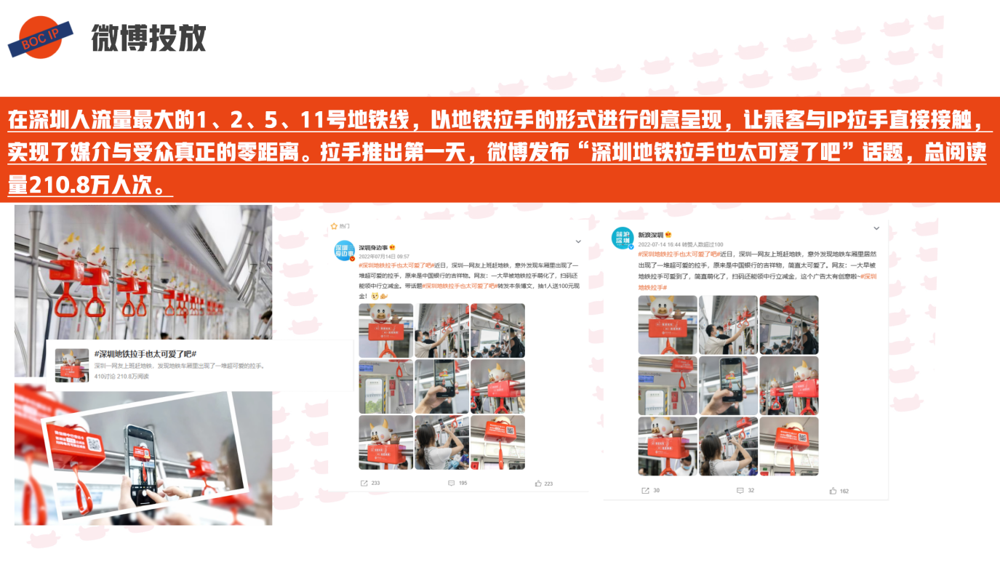 BOC IP
微博投放
在深圳人流量最大的1、2、5、11号地铁线，以地铁拉手的形式进行创意呈现，让乘客与IP拉手直接接触，
实现了媒介与受众真正的零距离。拉手推出第一天，微博发布“深圳地铁拉手也太可爱了吧”话题，总阅读
量210.8万人次。
#深圳地铁拉手也太可爱了吧#
深圳一网友上班赶地铁，发现地铁车厢里出现了一堆超可爱的拉手。
410讨论 210.8万阅读
热门
深圳
身边事
深圳身边事
2022年07月14日 09:57
#深圳地铁拉手也太可爱了吧#近日，深圳一网友上班赶地铁，意外发现车厢里出现了一
堆超可爱的拉手，原来是中国银行的吉祥物。网友：一大早被地铁拉手萌化了，扫码还
能领中行立减金。带话题#深圳地铁拉手也太可爱了吧#转发本条博文，抽1人送100元现
金！
233
195
223
新浪
深圳
新浪深圳
2022-07-14 16:44 转赞人数超过100
#深圳地铁拉手也太可爱了吧#近日，深圳一网友上班赶地铁，意外发现地铁车厢里居然
出现了一堆超可爱的拉手，原来是中国银行的吉祥物，简直太可爱了。网友：一大早被
地铁拉手可爱到了，简直萌化了，扫码还能领中行立减金，这个广告太有创意啦~#深圳
地铁拉手#
30
32
162